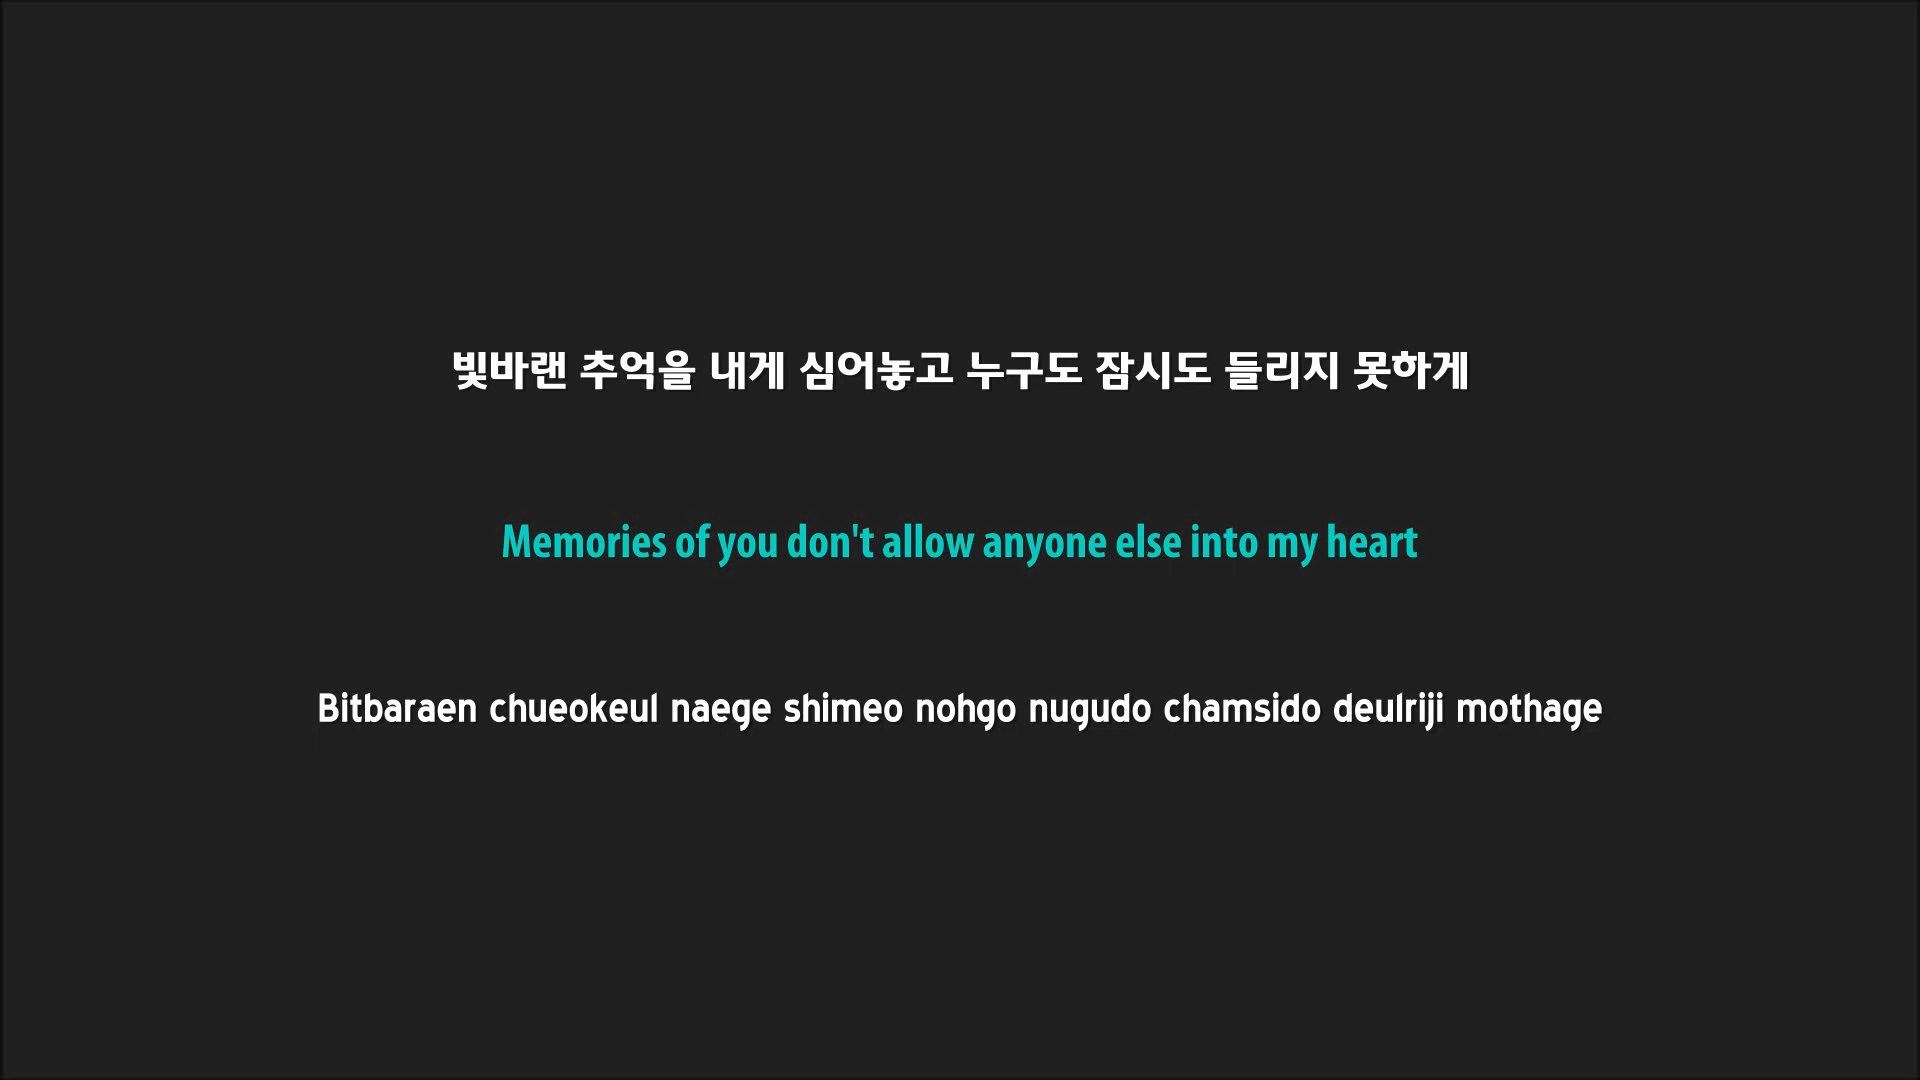 빛바랜 추억을 내게 심어놓고 누구도 잠시도 들리지 못하게
Memories of you don't allow anyone else into my heart
Bitbaraen chueokeul naege shimeo nohgo nugudo chamsido deulriji mothage